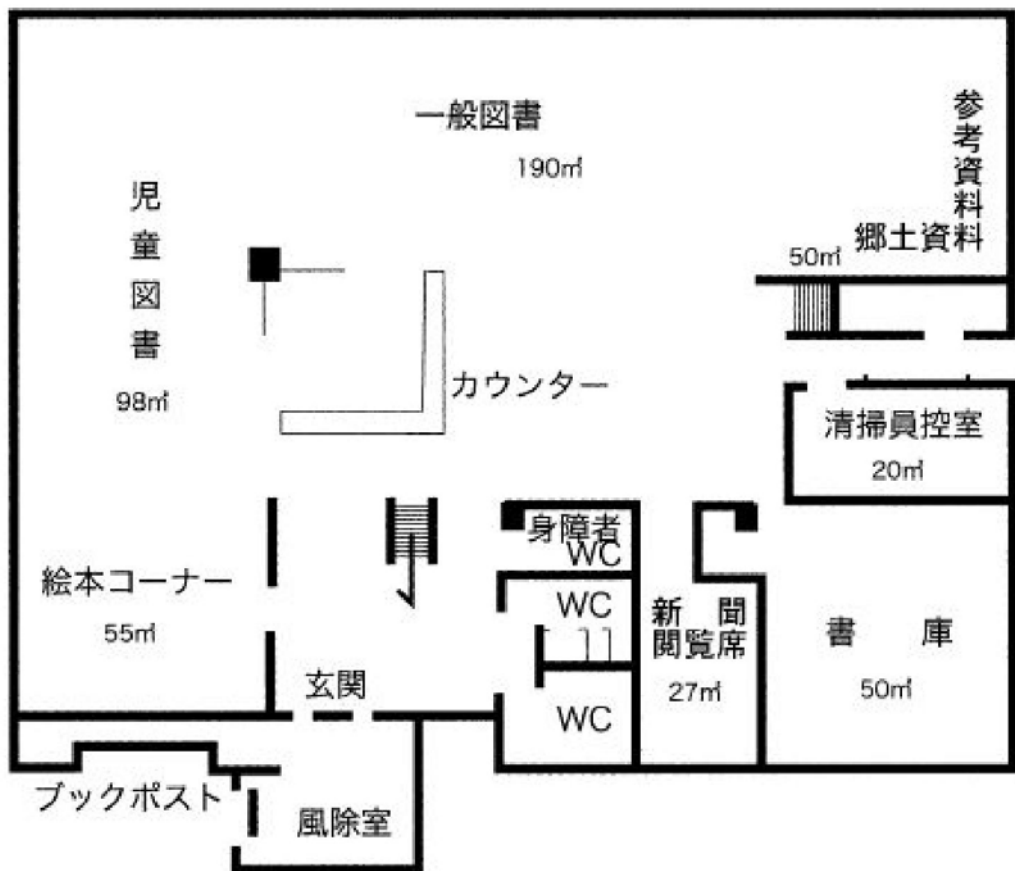 一般図書
190㎡
参考資料
郷土資料
50㎡
児童図書
98㎡
カウンター
清掃員控室
20㎡
身障者
WC
絵本コーナー
55㎡
WC
新聞
閲覧席
27㎡
書庫
50㎡
玄関
WC
ブックポスト
風除室